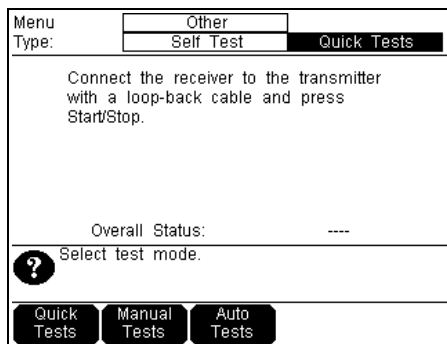 Menu Other
Type: Self Test Quick Tests
Connect the receiver to the transmitter
with a loop-back cable and press
Start/Stop.
Overall Status: ----
? Select test mode.
Quick Manual Auto
Tests Tests Tests